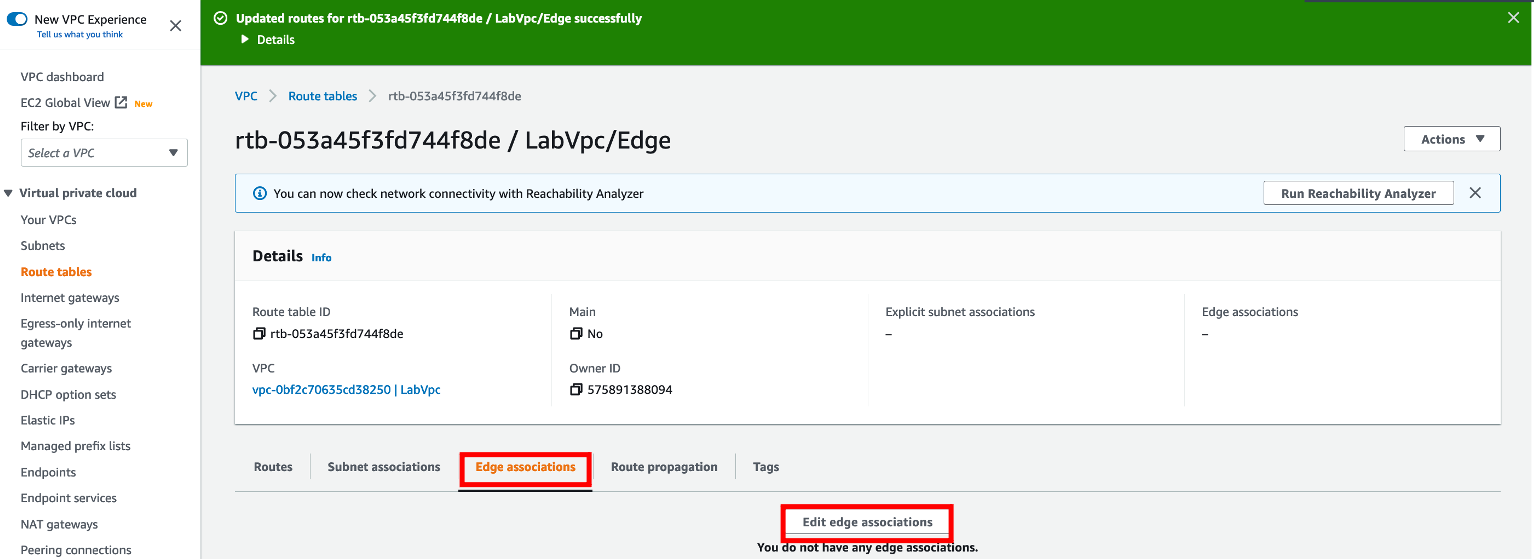 New VPC Experience
Tell us what you think
VPC dashboard
EC2 Global View New
Filter by VPC:
Select a VPC
Virtual private cloud
Your VPCs
Subnets
Route tables
Internet gateways
Egress-only internet
gateways
Carrier gateways
DHCP option sets
Elastic IPs
Managed prefix lists
Endpoints
Endpoint services
NAT gateways
Peering connections
Updated routes for rtb-053a45f3fd744f8de / LabVpc/Edge successfully
Details
VPC > Route tables > rtb-053a45f3fd744f8de
rtb-053a45f3fd744f8de / LabVpc/Edge
Actions
You can now check network connectivity with Reachability Analyzer
Run Reachability Analyzer
Details Info
Route table ID
rtb-053a45f3fd744f8de
VPC
vpc-0bf2c70635cd38250 | LabVpc
Main
No
Owner ID
575891388094
Explicit subnet associations
–
Edge associations
–
Routes
Subnet associations
Edge associations
Route propagation
Tags
Edit edge associations
You do not have any edge associations.